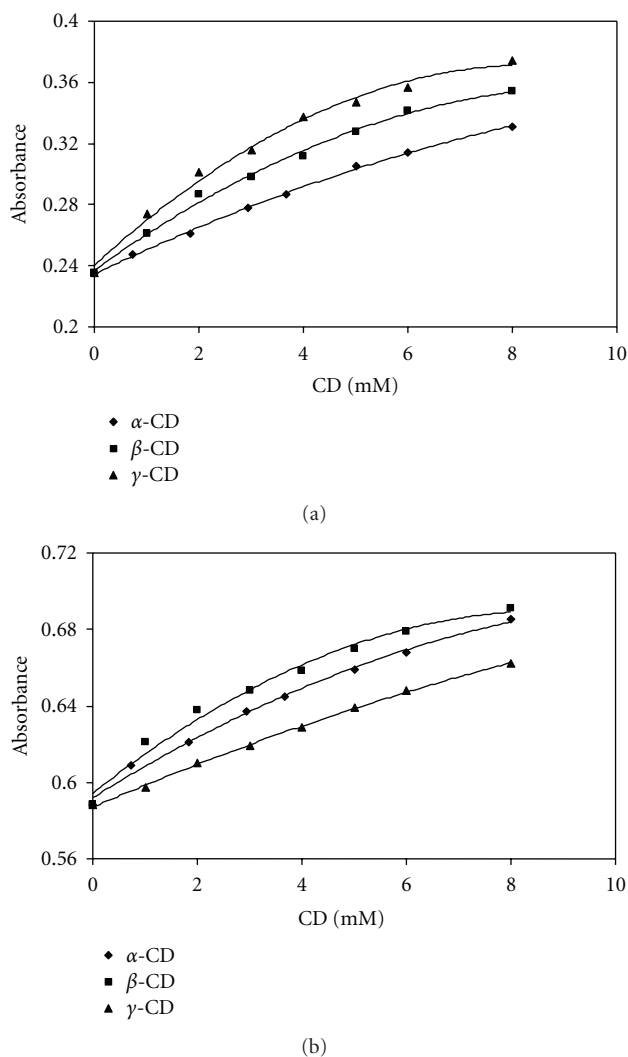 0.4
0.36
0.32
0.28
0.24
0.2
Absorbance
0 2 4 6 8 10
CD (mM)
α-CD
β-CD
γ-CD
(a)
0.72
0.68
0.64
0.6
0.56
Absorbance
0 2 4 6 8 10
CD (mM)
α-CD
β-CD
γ-CD
(b)